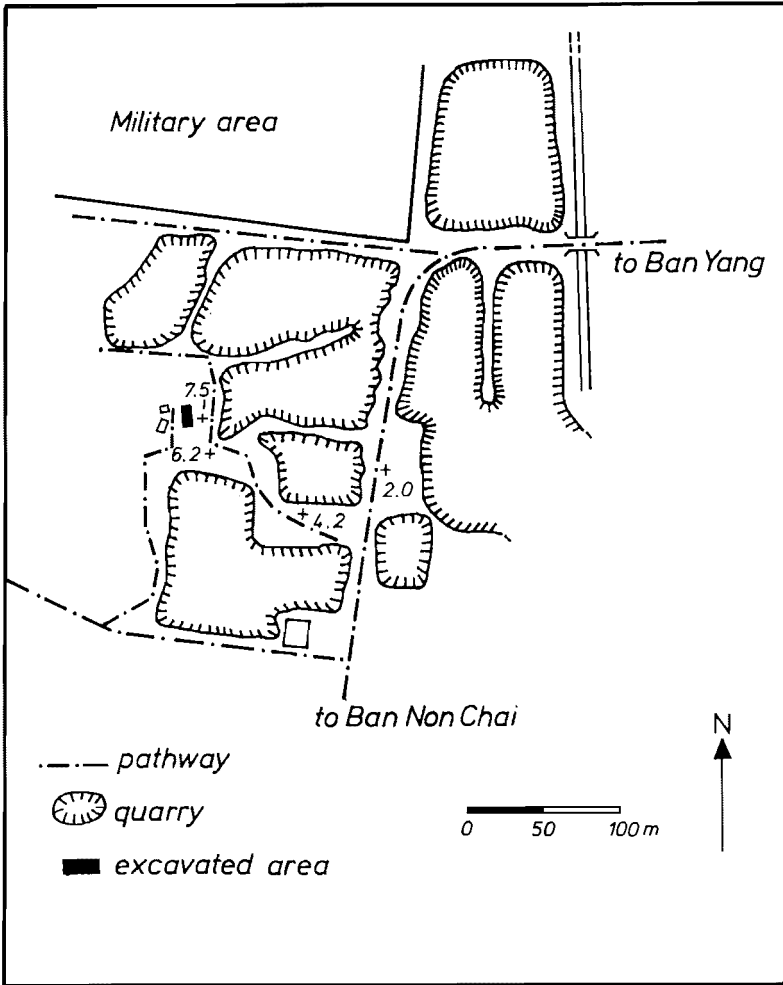 Military area
to Ban Yang
7.5
6.2
2.0
4.2
to Ban Non Chai
N
pathway
quarry
0 50 100 m
excavated area